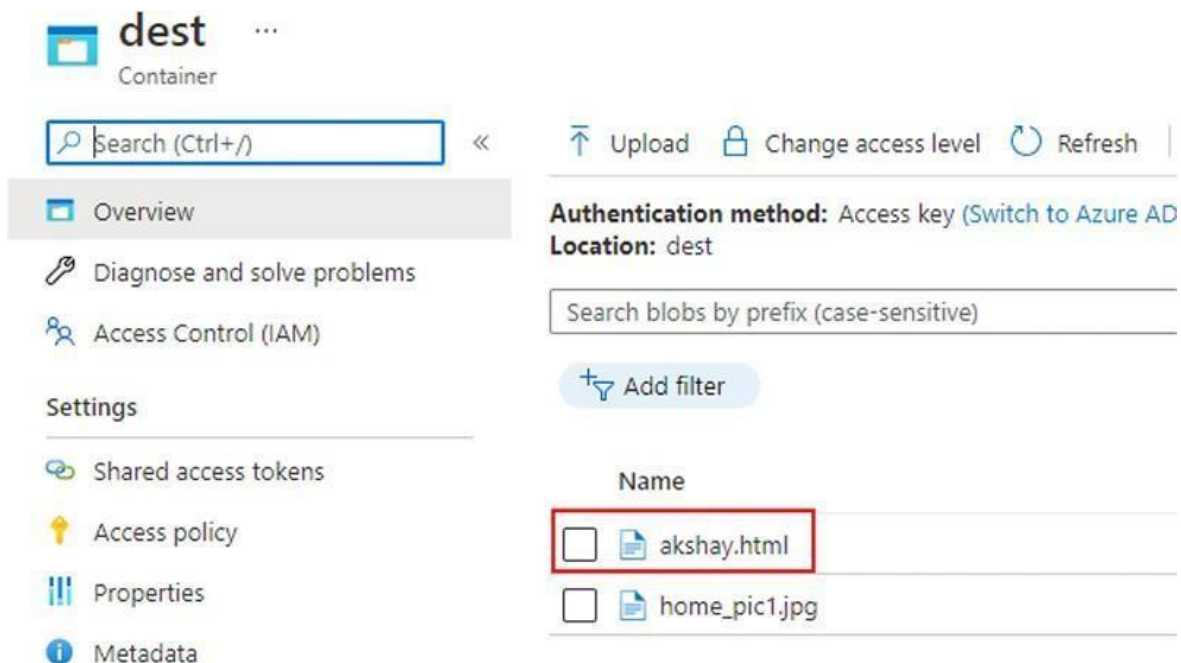 dest ...
Container
Search (Ctrl+/)
«
Overview
Diagnose and solve problems
Access Control (IAM)
Settings
Shared access tokens
Access policy
Properties
Metadata
Upload Change access level Refresh
Authentication method: Access key (Switch to Azure AD
Location: dest
Search blobs by prefix (case-sensitive)
Add filter
Name
akshay.html
home_pic1.jpg